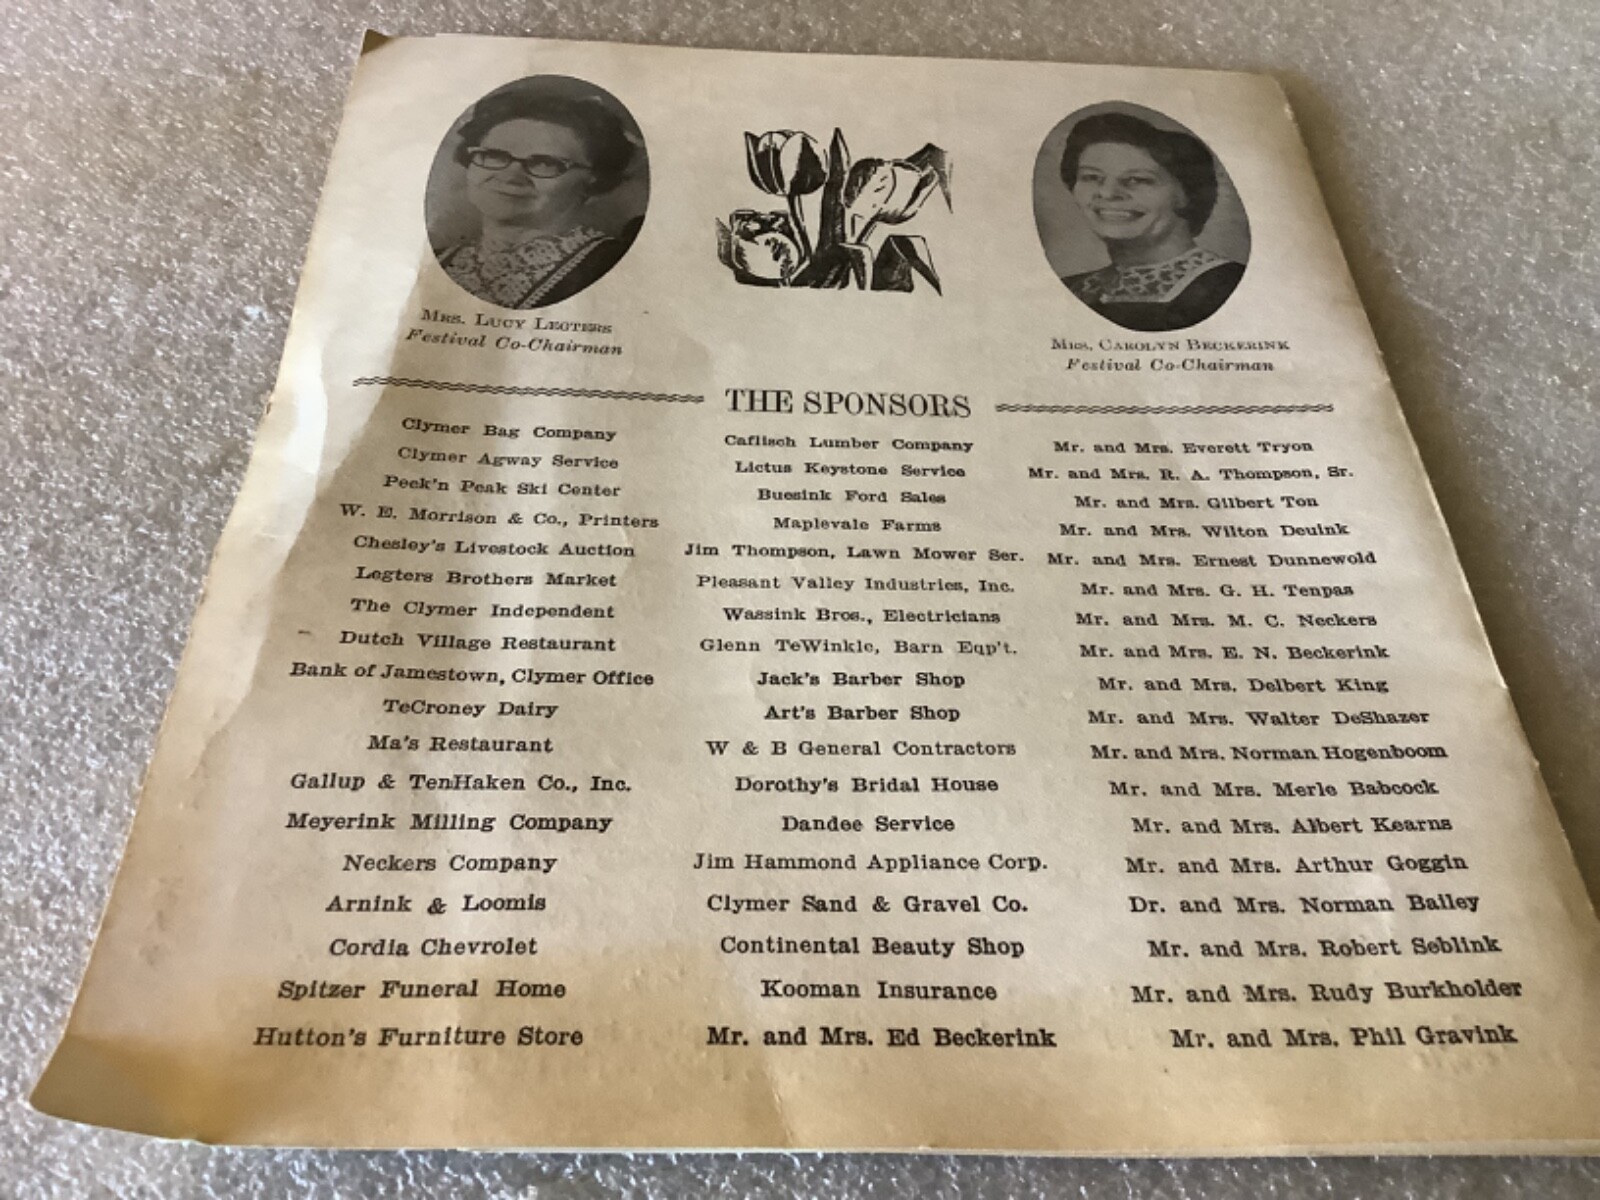 Mrs. Lucy Legters
Festival Co-Chairman
Mrs. Carolyn Beckerink
Festival Co-Chairman
THE SPONSORS
Clymer Bag Company
Clymer Agway Service
Peek'n Peak Ski Center
W. E. Morrison & Co., Printers
Chesley's Livestock Auction
Legters Brothers Market
The Clymer Independent
Dutch Village Restaurant
Bank of Jamestown, Clymer Office
TeCroney Dairy
Ma's Restaurant
Gallup & TenHaken Co., Inc.
Meyerink Milling Company
Neckers Company
Arnink & Loomis
Cordia Chevrolet
Spitzer Funeral Home
Hutton's Furniture Store
Caflisch Lumber Company
Lictus Keystone Service
Buesink Ford Sales
Maplevale Farms
Jim Thompson, Lawn Mower Ser.
Pleasant Valley Industries, Inc.
Wassink Bros., Electricians
Glenn TeWinkle, Barn Eqp't.
Jack's Barber Shop
Art's Barber Shop
W & B General Contractors
Dorothy's Bridal House
Dandee Service
Jim Hammond Appliance Corp.
Clymer Sand & Gravel Co.
Continental Beauty Shop
Kooman Insurance
Mr. and Mrs. Ed Beckerink
Mr. and Mrs. Everett Tryon
Mr. and Mrs. R. A. Thompson, Sr.
Mr. and Mrs. Gilbert Ton
Mr. and Mrs. Wilton Deuink
Mr. and Mrs. Ernest Dunnewold
Mr. and Mrs. G. H. Tenpas
Mr. and Mrs. M. C. Neckers
Mr. and Mrs. E. N. Beckerink
Mr. and Mrs. Delbert King
Mr. and Mrs. Walter DeShazer
Mr. and Mrs. Norman Hogenboom
Mr. and Mrs. Merle Babcock
Mr. and Mrs. Albert Kearns
Mr. and Mrs. Arthur Goggin
Dr. and Mrs. Norman Bailey
Mr. and Mrs. Robert Seblink
Mr. and Mrs. Rudy Burkholder
Mr. and Mrs. Phil Gravink